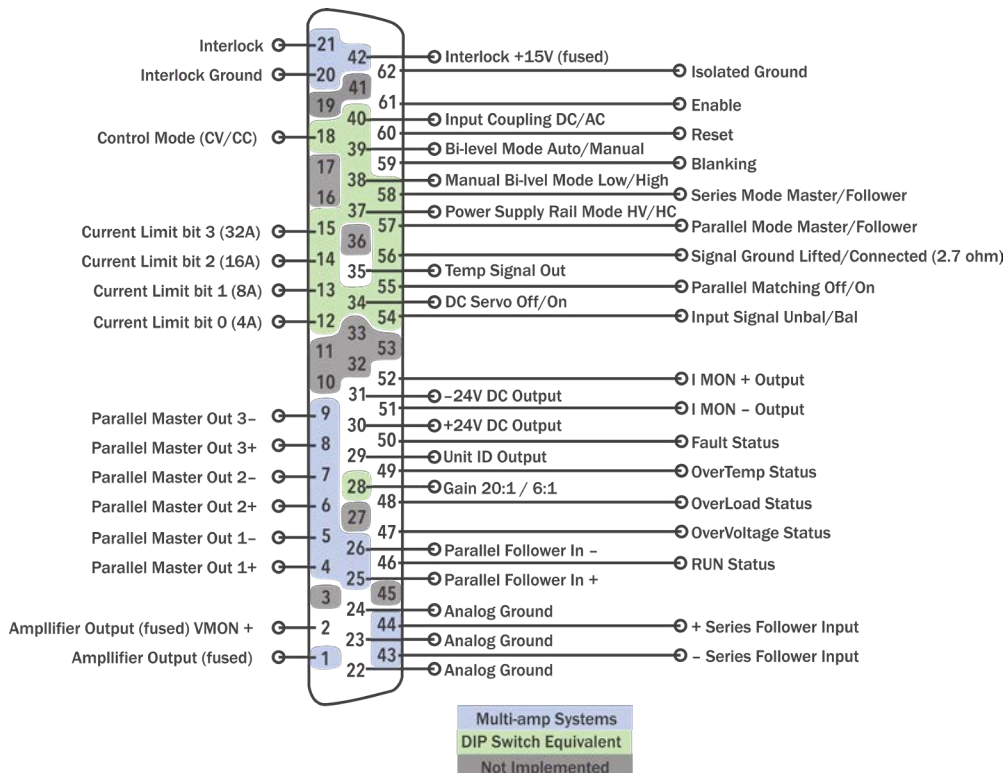 Interlock
Interlock Ground
Control Mode (CV/CC)
Current Limit bit 3 (32A)
Current Limit bit 2 (16A)
Current Limit bit 1 (8A)
Current Limit bit 0 (4A)
Parallel Master Out 3–
Parallel Master Out 3+
Parallel Master Out 2–
Parallel Master Out 2+
Parallel Master Out 1–
Parallel Master Out 1+
Ampllifier Output (fused) VMON +
Ampllifier Output (fused)
21
20
19
18
17
16
15
14
13
12
11
10
9
8
7
6
5
4
3
2
1
42
41
40
39
38
37
36
35
34
33
32
31
30
29
28
27
26
25
24
23
22
62
61
60
59
58
57
56
55
54
53
52
51
50
49
48
47
46
45
44
43
Interlock +15V (fused)
Input Coupling DC/AC
Bi-level Mode Auto/Manual
Manual Bi-lvel Mode Low/High
Power Supply Rail Mode HV/HC
Temp Signal Out
DC Servo Off/On
–24V DC Output
+24V DC Output
Unit ID Output
Gain 20:1 / 6:1
Parallel Follower In –
Parallel Follower In +
Analog Ground
Analog Ground
Analog Ground
Isolated Ground
Enable
Reset
Blanking
Series Mode Master/Follower
Parallel Mode Master/Follower
Signal Ground Lifted/Connected (2.7 ohm)
Parallel Matching Off/On
Input Signal Unbal/Bal
I MON + Output
I MON – Output
Fault Status
OverTemp Status
OverLoad Status
OverVoltage Status
RUN Status
+ Series Follower Input
– Series Follower Input
Multi-amp Systems
DIP Switch Equivalent
Not Implemented